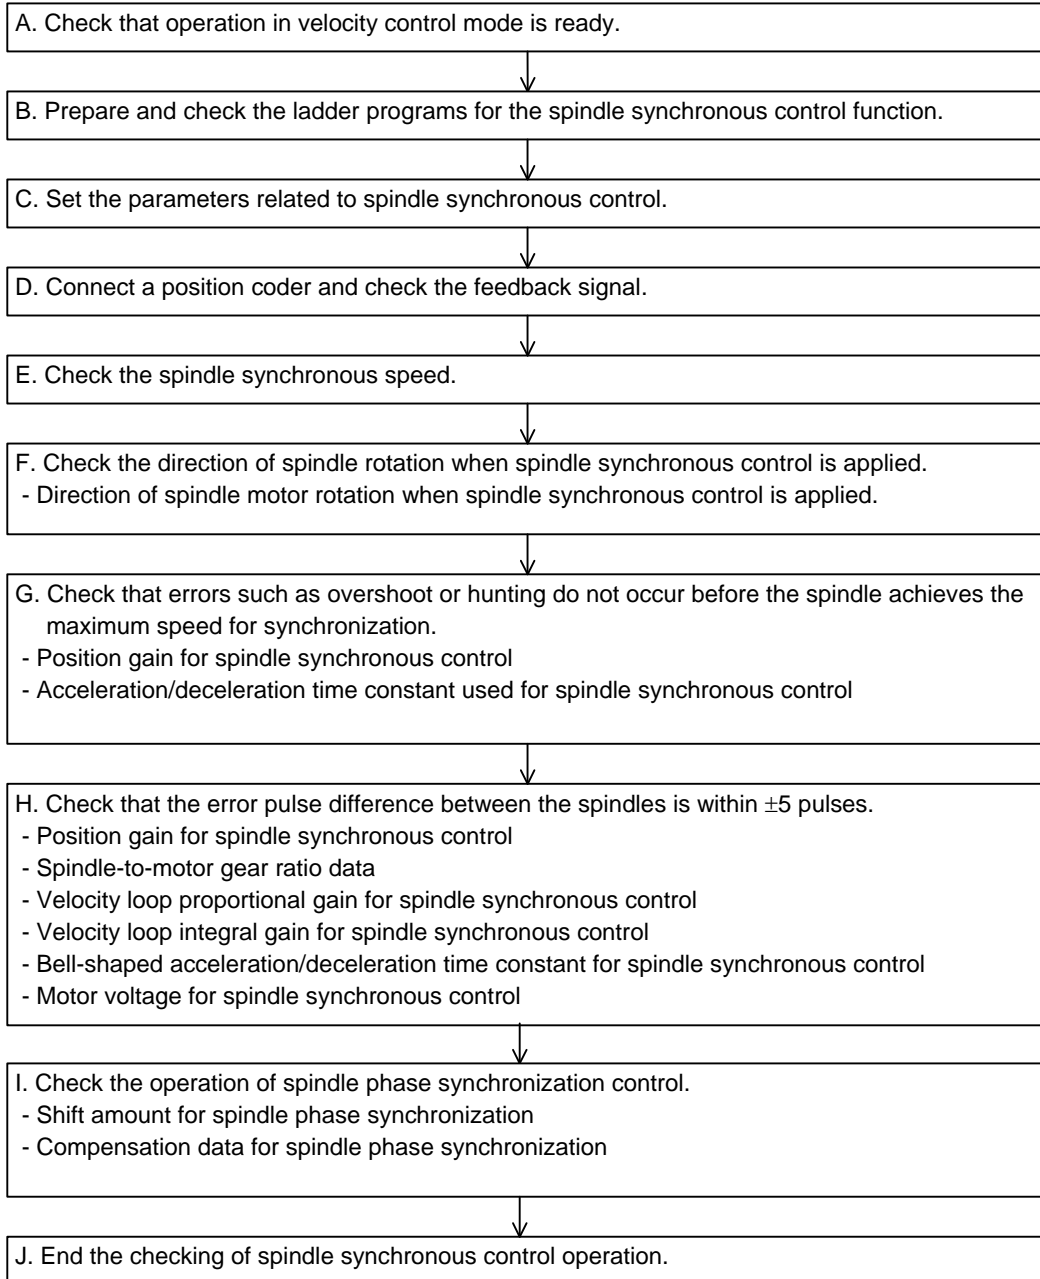 A. Check that operation in velocity control mode is ready.
B. Prepare and check the ladder programs for the spindle synchronous control function.
C. Set the parameters related to spindle synchronous control.
D. Connect a position coder and check the feedback signal.
E. Check the spindle synchronous speed.
F. Check the direction of spindle rotation when spindle synchronous control is applied.
- Direction of spindle motor rotation when spindle synchronous control is applied.
G. Check that errors such as overshoot or hunting do not occur before the spindle achieves the
maximum speed for synchronization.
- Position gain for spindle synchronous control
- Acceleration/deceleration time constant used for spindle synchronous control
H. Check that the error pulse difference between the spindles is within ±5 pulses.
- Position gain for spindle synchronous control
- Spindle-to-motor gear ratio data
- Velocity loop proportional gain for spindle synchronous control
- Velocity loop integral gain for spindle synchronous control
- Bell-shaped acceleration/deceleration time constant for spindle synchronous control
- Motor voltage for spindle synchronous control
I. Check the operation of spindle phase synchronization control.
- Shift amount for spindle phase synchronization
- Compensation data for spindle phase synchronization
J. End the checking of spindle synchronous control operation.